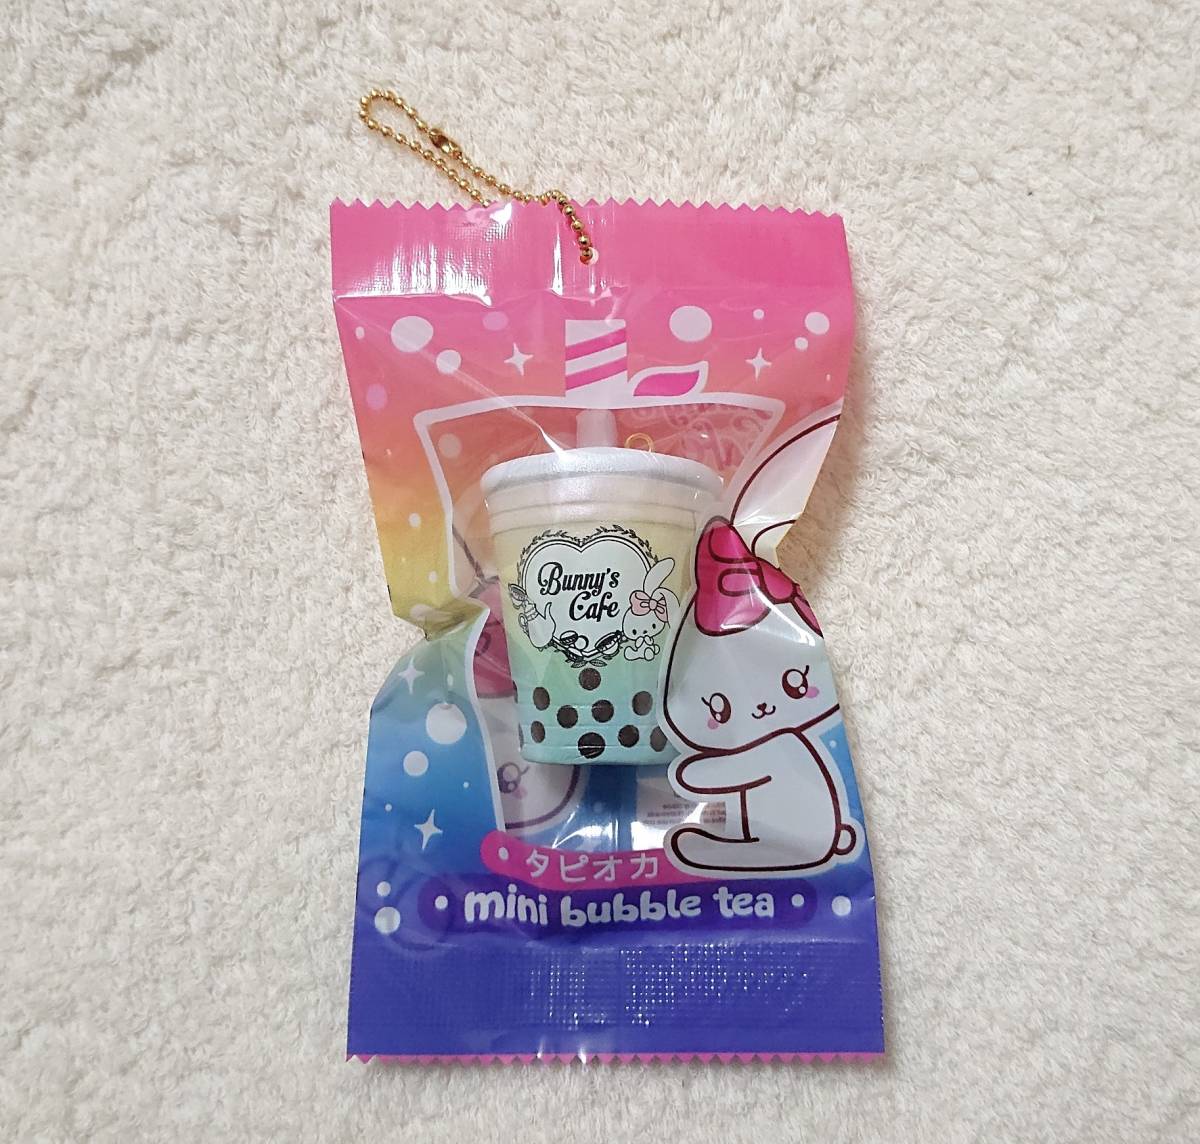 Bunny's
Cafe
タピオカ
mini bubble tea